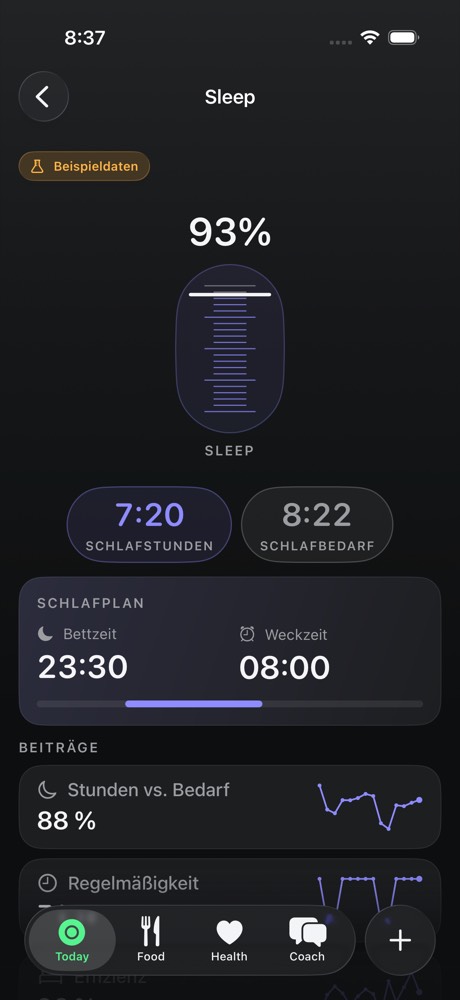 8:37
Sleep
Beispieldaten
93%
SLEEP
7:20
SCHLAFSTUNDEN
8:22
SCHLAFBEDARF
SCHLAFPLAN
Bettzeit
23:30
Weckzeit
08:00
BEITRÄGE
Stunden vs. Bedarf
88 %
Regelmäßigkeit
Effizienz
Today
Food
Health
Coach